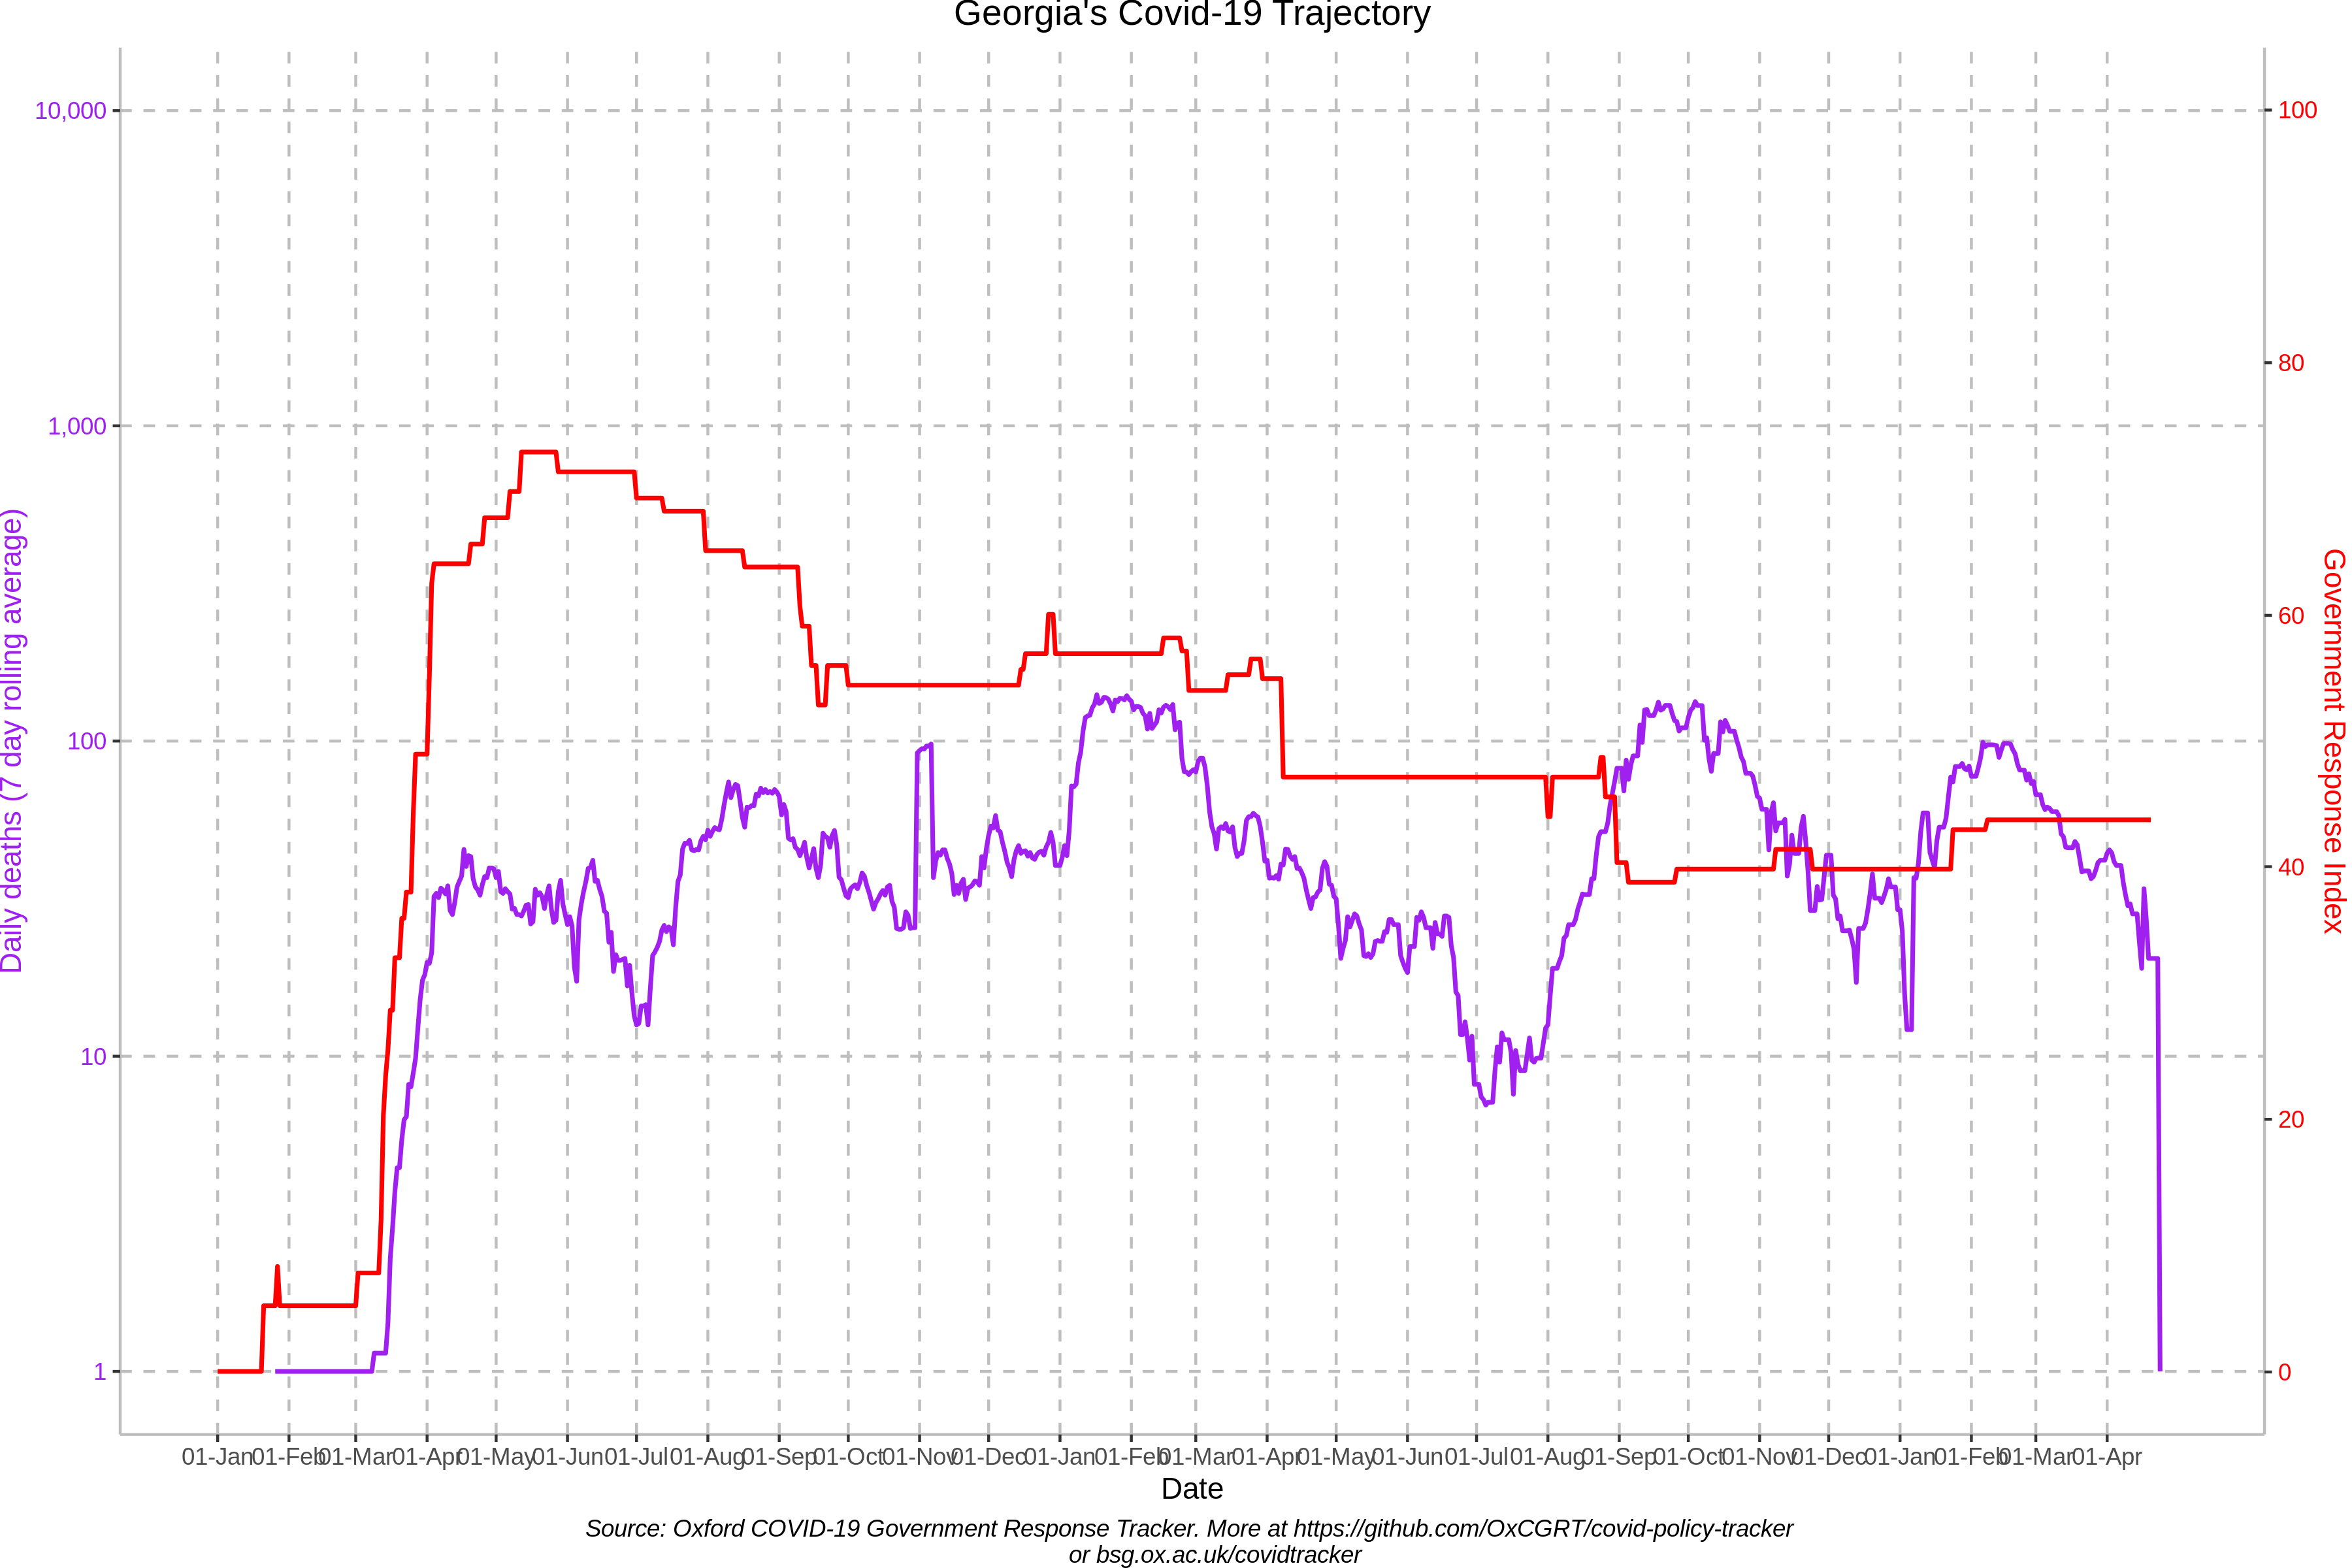 Georgia's Covid-19 Trajectory
10,000
1,000
100
10
1
Daily deaths (7 day rolling average)
100
80
60
40
20
0
Government Response Index
01-Jan 01-Feb 01-Mar 01-Apr 01-May 01-Jun 01-Jul 01-Aug 01-Sep 01-Oct 01-Nov 01-Dec 01-Jan 01-Feb 01-Mar 01-Apr 01-May 01-Jun 01-Jul 01-Aug 01-Sep 01-Oct 01-Nov 01-Dec 01-Jan 01-Feb 01-Mar 01-Apr
Date
Source: Oxford COVID-19 Government Response Tracker. More at https://github.com/OxCGRT/covid-policy-tracker
or bsg.ox.ac.uk/covidtracker